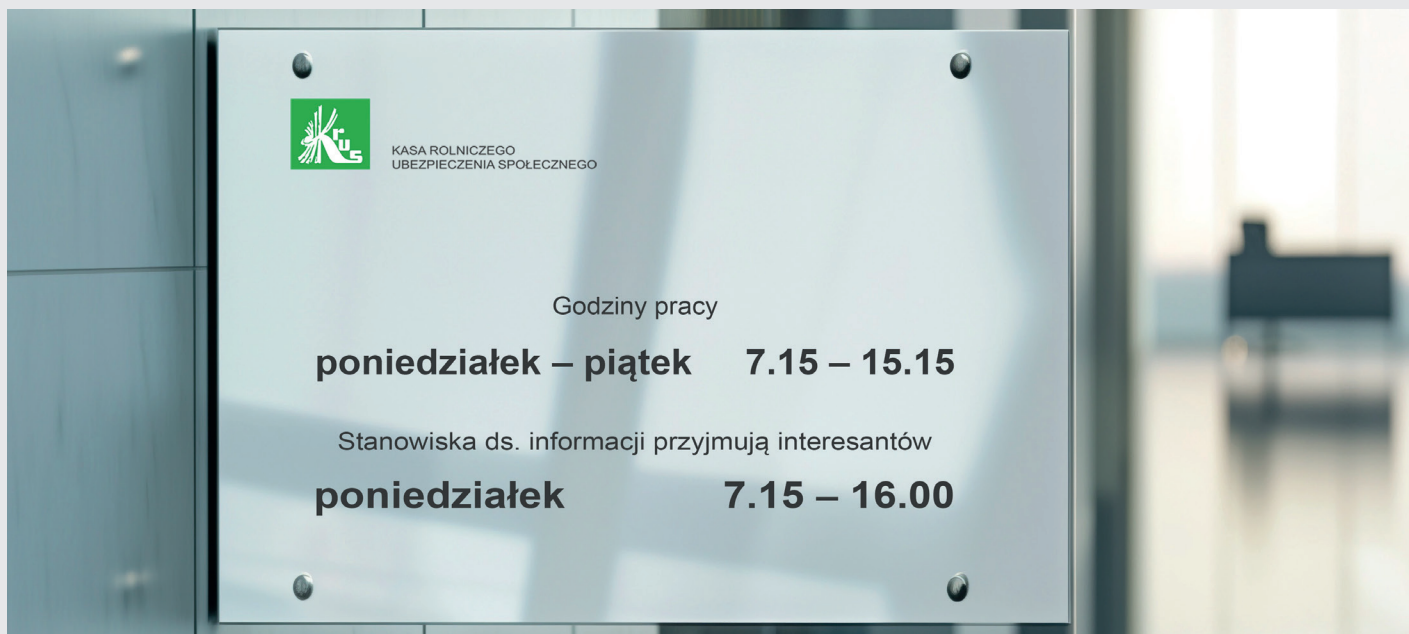 Krus
KASA ROLNICZEGO
UBEZPIECZENIA SPOŁECZNEGO
Godziny pracy
poniedziałek – piątek 7.15 – 15.15
Stanowiska ds. informacji przyjmują interesantów
poniedziałek 7.15 – 16.00